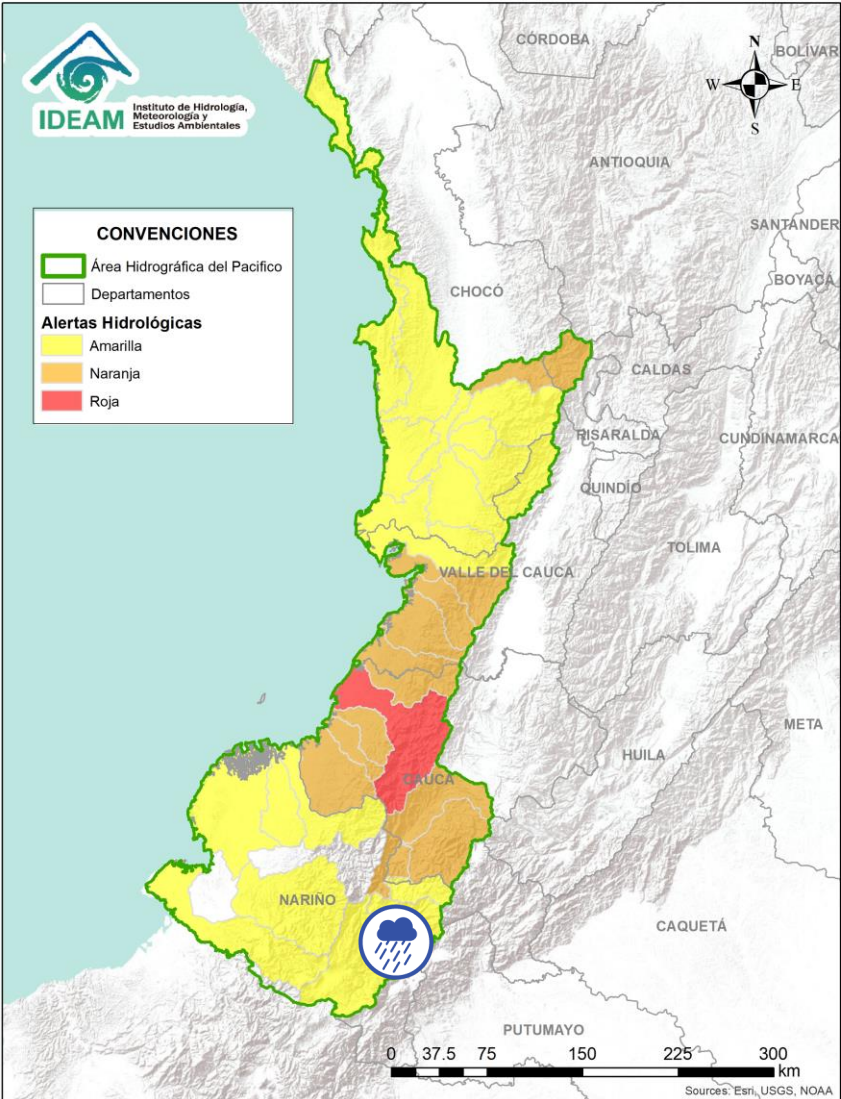 IDEAM
Instituto de Hidrología,
Meteorología y
Estudios Ambientales
N
W
E
S
CONVENCIONES
Área Hidrográfica del Pacifico
Departamentos
Alertas Hidrológicas
Amarilla
Naranja
Roja
CÓRDOBA
BOLÍVAR
ANTIOQUIA
SANTANDER
BOYACÁ
CHOCÓ
CALDAS
RISARALDA
CUNDINAMARCA
QUINDÍO
TOLIMA
VALLE DEL CAUCA
META
HUILA
CAUCA
NARIÑO
CAQUETÁ
PUTUMAYO
0 37.5 75 150 225 300
km
Sources: Esri, USGS, NOAA